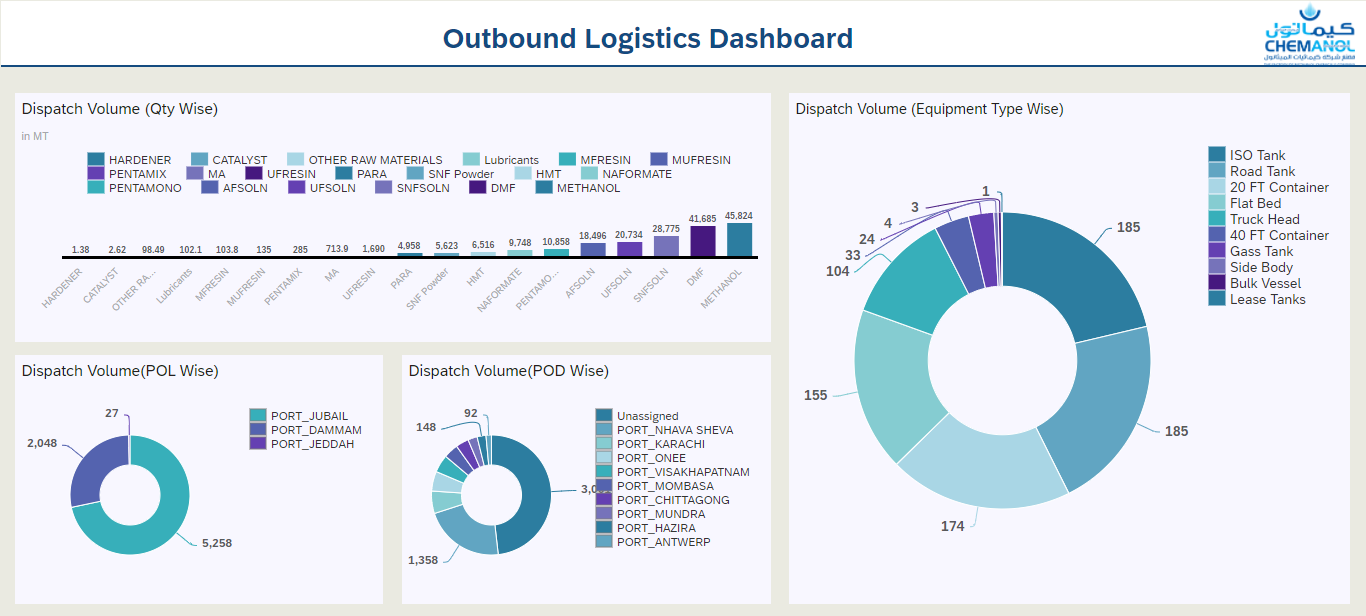 Outbound Logistics Dashboard
كيمانول
CHEMANOL
Dispatch Volume (Qty Wise)
in MT
HARDENER CATALYST OTHER RAW MATERIALS Lubricants MFRESIN MUFRESIN
PENTAMIX MA UFRESIN PARA SNF Powder HMT NAFORMATE
PENTAMONO AFSOLN UFSOLN SNFSOLN DMF METHANOL
1.38 2.62 98.49 102.1 103.8 135 285 713.9 1,690 4,958 5,623 6,516 9,748 10,858 18,496 20,734 28,775 41,685 45,824
HARDENER CATALYST OTHER RA... Lubricants MFRESIN MUFRESIN PENTAMIX MA UFRESIN PARA SNF Powder HMT NAFORMATE PENTAMO... AFSOLN UFSOLN SNFSOLN DMF METHANOL
Dispatch Volume (Equipment Type Wise)
ISO Tank
Road Tank
20 FT Container
Flat Bed
Truck Head
40 FT Container
Gass Tank
Side Body
Bulk Vessel
Lease Tanks
1
3
4
24
33
104
155
174
185
185
Dispatch Volume(POL Wise)
27
2,048
5,258
PORT_JUBAIL
PORT_DAMMAM
PORT_JEDDAH
Dispatch Volume(POD Wise)
92
148
1,358
Unassigned
PORT_NHAVA SHEVA
PORT_KARACHI
PORT_ONEE
PORT_VISAKHAPATNAM
PORT_MOMBASA
PORT_CHITTAGONG
PORT_MUNDRA
PORT_HAZIRA
PORT_ANTWERP